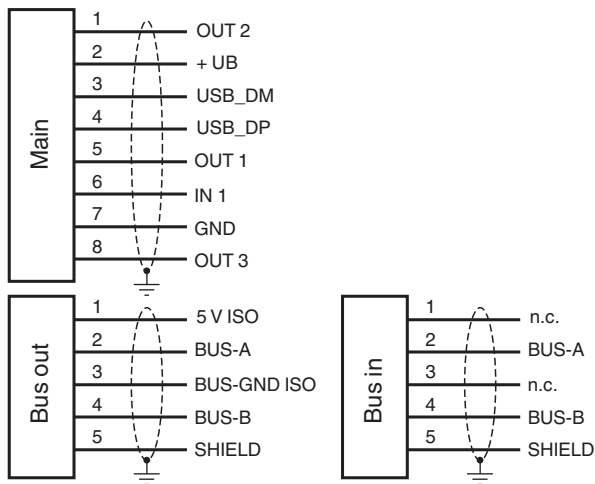 Main
1 OUT 2
2 + UB
3 USB_DM
4 USB_DP
5 OUT 1
6 IN 1
7 GND
8 OUT 3
Bus out
1 5 V ISO
2 BUS-A
3 BUS-GND ISO
4 BUS-B
5 SHIELD
Bus in
1 n.c.
2 BUS-A
3 n.c.
4 BUS-B
5 SHIELD